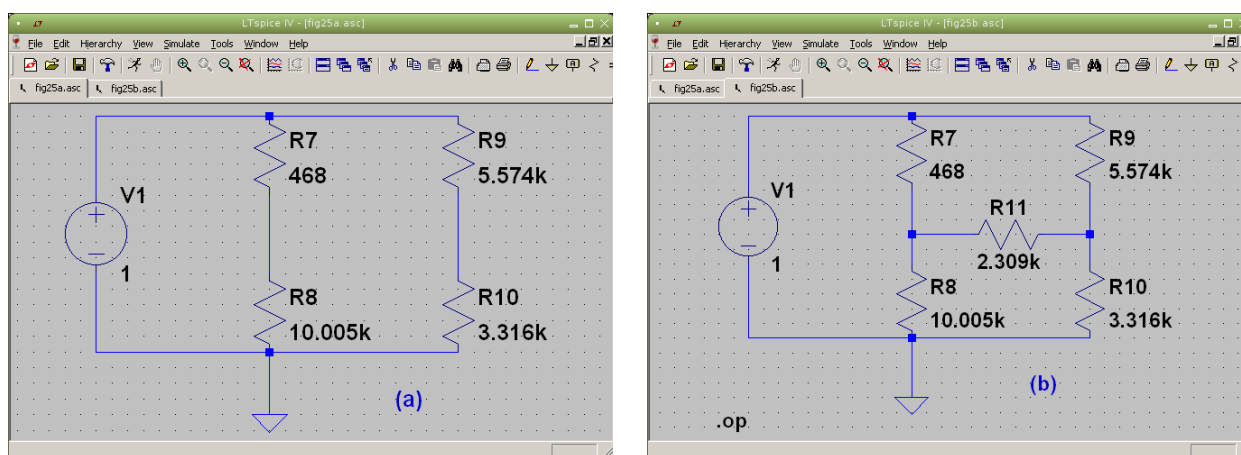 LTspice IV - [fig25a.asc]
File Edit Hierarchy View Simulate Tools Window Help
fig25a.asc fig25b.asc
R7
468
R9
5.574k
V1
1
R8
10.005k
R10
3.316k
(a)
LTspice IV - [fig25b.asc]
File Edit Hierarchy View Simulate Tools Window Help
fig25a.asc fig25b.asc
R7
468
R9
5.574k
V1
1
R11
2.309k
R8
10.005k
R10
3.316k
(b)
.op